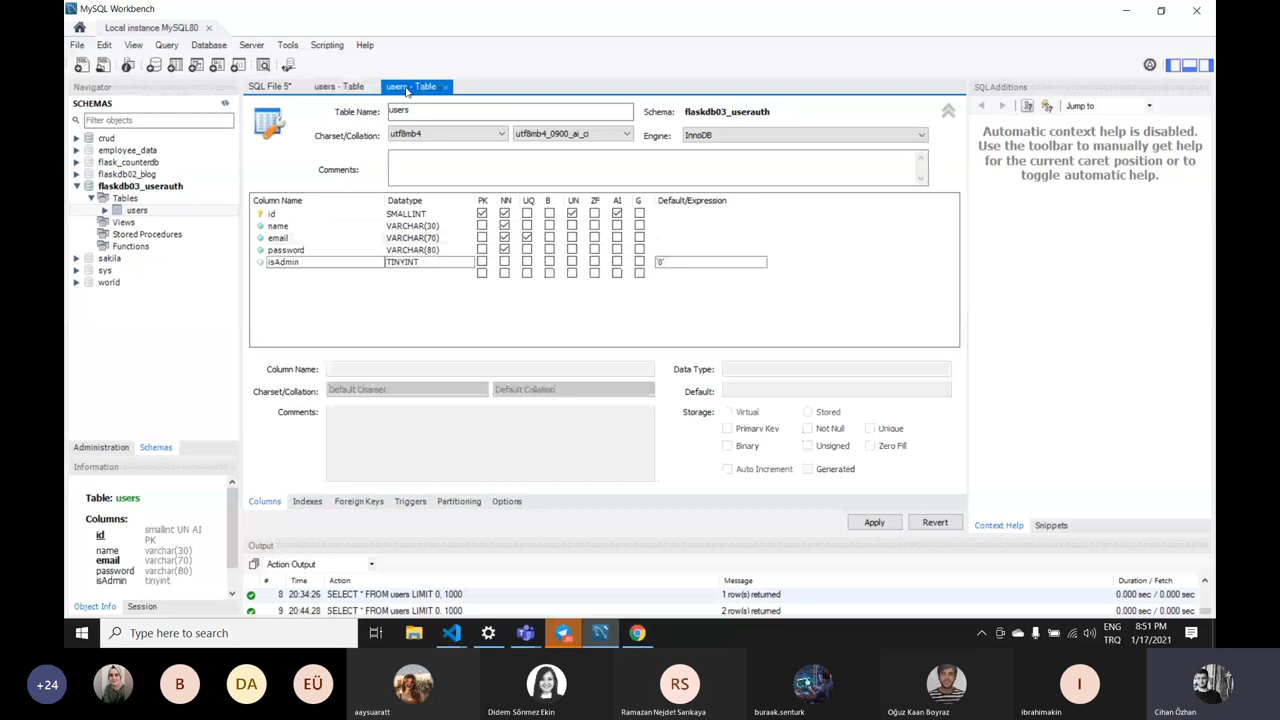 MySQL Workbench
Local instance MySQL80
File Edit View Query Database Server Tools Scripting Help
Navigator
SCHEMAS
Filter objects
crud
employee_data
flask_counterdb
flaskdb02_blog
flaskdb03_userauth
Tables
users
Views
Stored Procedures
Functions
sakila
sys
world
Administration Schemas
Information
Table: users
Columns:
id smallint UN AI PK
name varchar(30)
email varchar(70)
password varchar(80)
isAdmin tinyint
Object Info Session
SQL File 5* users - Table users - Table
Table Name: users Schema: flaskdb03_userauth
Charset/Collation: utf8mb4 utf8mb4_0900_ai_ci Engine: InnoDB
Comments:
Column Name Datatype PK NN UQ B UN ZF AI G Default/Expression
id SMALLINT
name VARCHAR(30)
email VARCHAR(70)
password VARCHAR(80)
isAdmin TINYINT '0'
Column Name: Data Type:
Charset/Collation: Default Charset Default Collation Default:
Comments: Storage: Virtual Stored
Primary Key Not Null Unique
Binary Unsigned Zero Fill
Auto Increment Generated
Columns Indexes Foreign Keys Triggers Partitioning Options
Apply Revert
Output
Action Output
# Time Action Message Duration / Fetch
8 20:34:26 SELECT * FROM users LIMIT 0, 1000 1 row(s) returned 0.000 sec / 0.000 sec
9 20:44:28 SELECT * FROM users LIMIT 0, 1000 2 row(s) returned 0.000 sec / 0.000 sec
SQLAdditions
Jump to
Automatic context help is disabled.
Use the toolbar to manually get help
for the current caret position or to
toggle automatic help.
Context Help Snippets
Type here to search
ENG
TRQ
8:51 PM
1/17/2021
+24 B DA EÜ RS I
aaysuaratt Didem Sönmez Ekin Ramazan Nejdet Sarıkaya buraak.senturk Oğuz Kaan Boyraz ibrahimakin Cihan Özhan